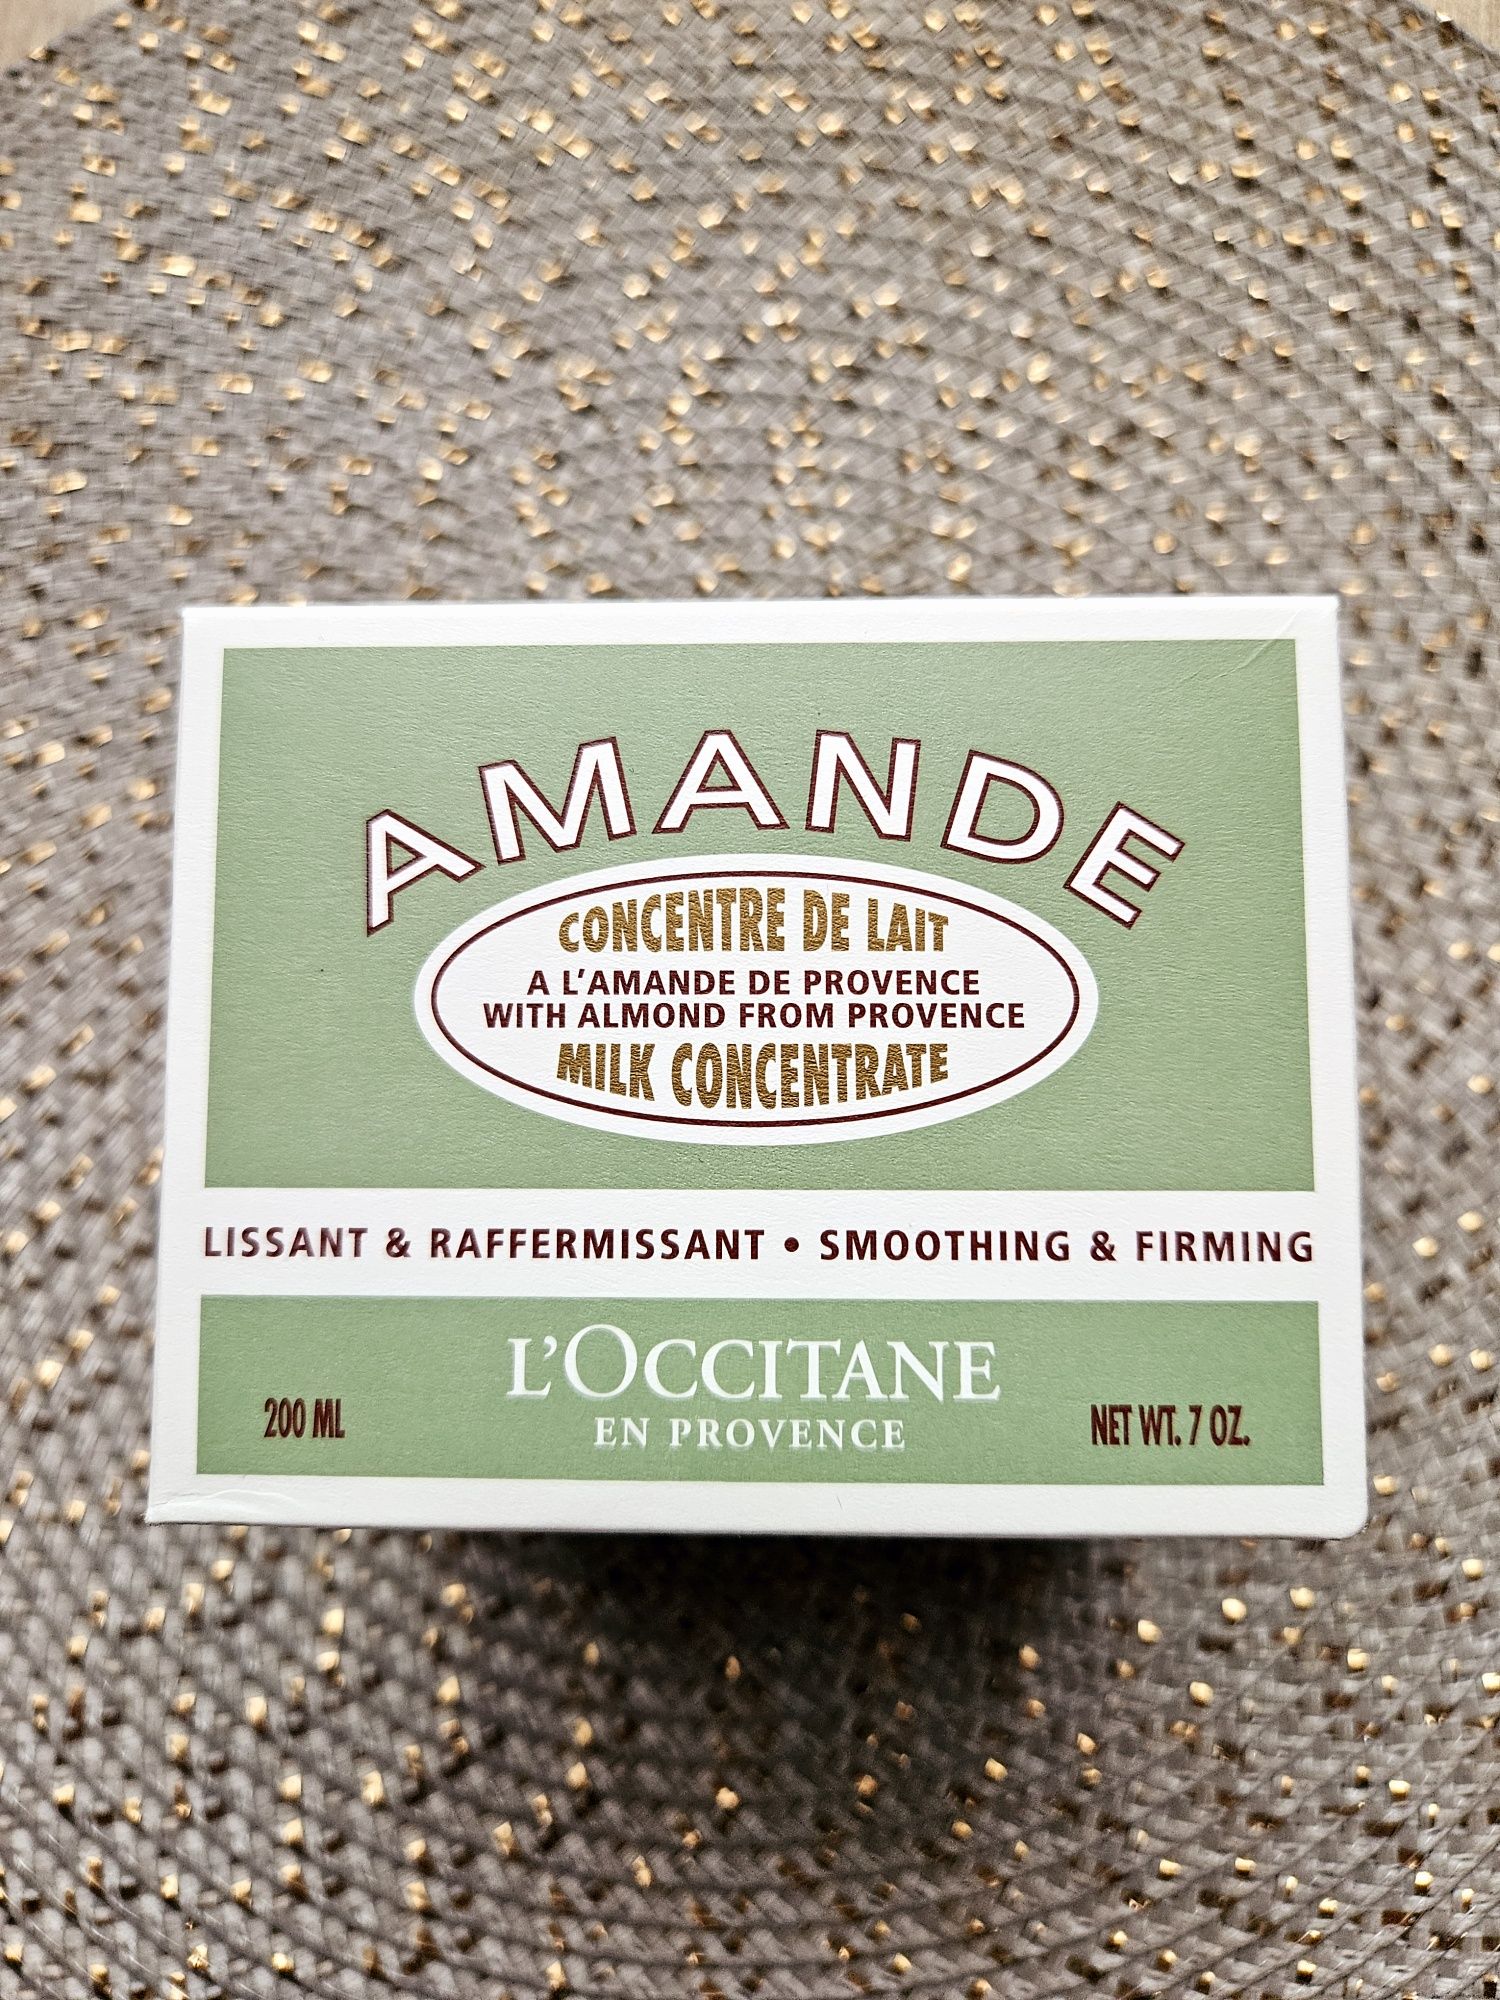 AMANDE
CONCENTRE DE LAIT
A L'AMANDE DE PROVENCE
WITH ALMOND FROM PROVENCE
MILK CONCENTRATE
LISSANT & RAFFERMISSANT • SMOOTHING & FIRMING
L'OCCITANE
EN PROVENCE
200 ML
NET WT. 7 OZ.